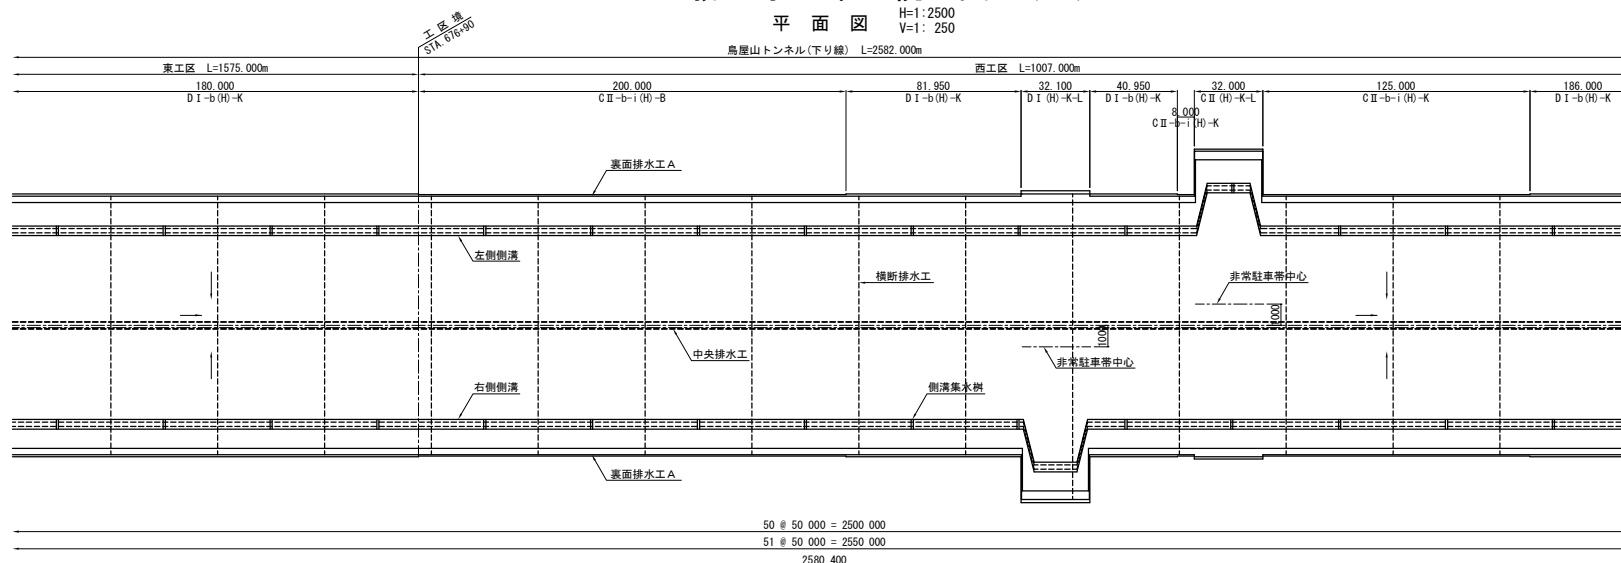 平 面 図 H=1:2500
V=1: 250
工 区 境
STA. 676+90
鳥屋山トンネル(下り線) L=2582.000m
東工区 L=1575.000m
西工区 L=1007.000m
180.000
200.000
81.950
32.100
40.950
32.000
125.000
186.000
DⅠ-b(H)-K
CⅡ-b-i(H)-B
DⅠ-b(H)-K
DⅠ(H)-K-L
DⅠ-b(H)-K
CⅡ(H)-K-L
CⅡ-b-i(H)-K
DⅠ-b(H)-K
8.000
CⅡ-b-i(H)-K
裏面排水工A
左側側溝
横断排水工
非常駐車帯中心
1000
1000
中央排水工
非常駐車帯中心
右側側溝
側溝集水桝
裏面排水工A
50 @ 50 000 = 2500 000
51 @ 50 000 = 2550 000
2580 400